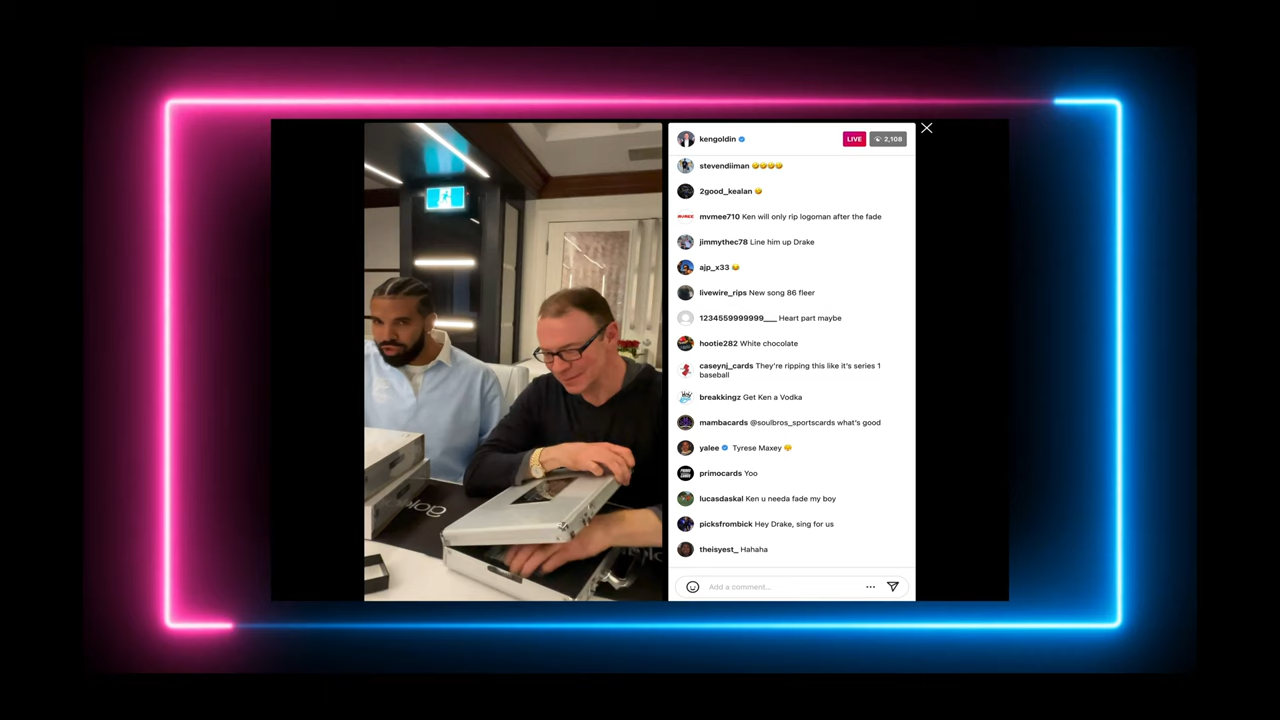 kengoldin
LIVE
2,108
stevendiiman 🤣🤣🤣🤣
2good_kealan 🤣
mvmee710 Ken will only rip logoman after the fade
jimmythec78 Line him up Drake
ajp_x33 😂
livewire_rips New song 86 fleer
1234559999999___ Heart part maybe
hootie282 White chocolate
caseynj_cards They're ripping this like it's series 1
baseball
breakkingz Get Ken a Vodka
mambacards @soulbros_sportscards what's good
yalee Tyrese Maxey 😤
primocards Yoo
lucasdaskal Ken u needa fade my boy
picksfrombick Hey Drake, sing for us
theisyest_ Hahaha
Add a comment...